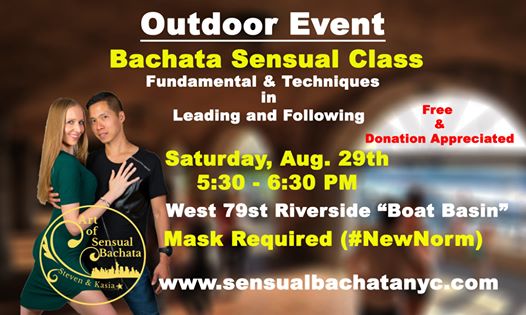 Outdoor Event
Bachata Sensual Class
Fundamental & Techniques
in
Leading and Following
Free
&
Donation Appreciated
Saturday, Aug. 29th
5:30 - 6:30 PM
West 79st Riverside “Boat Basin”
Mask Required (#NewNorm)
www.sensualbachatanyc.com
Art
of
Sensual
Bachata
Steven & Kasia